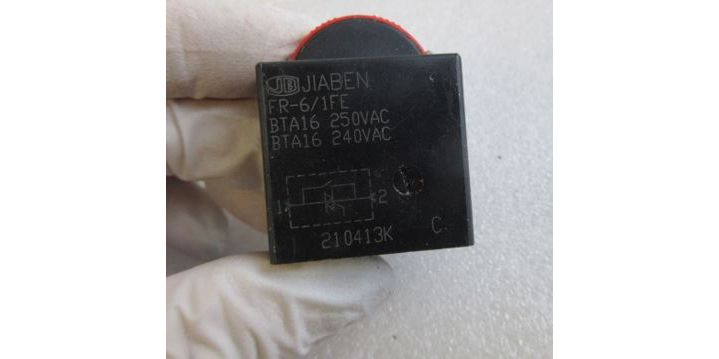 JB JIABEN
FR-6/1FE
BTA16 250VAC
BTA16 240VAC
1 2
C
210413K